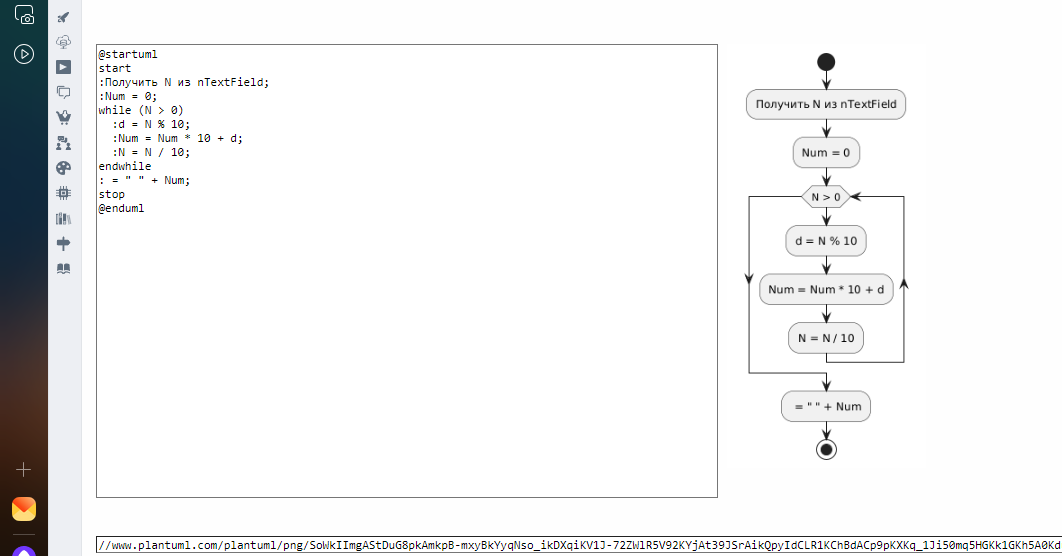 @startuml
start
:Получить N из nTextField;
:Num = 0;
while (N > 0)
:d = N % 10;
:Num = Num * 10 + d;
:N = N / 10;
endwhile
: = " " + Num;
stop
@enduml
Получить N из nTextField
Num = 0
N > 0
d = N % 10
Num = Num * 10 + d
N = N / 10
= " " + Num
//www.plantuml.com/plantuml/png/SoWkIImgAStDuG8pkAmkpB-mxyBkYyqNso_ikDXqiKV1J-72ZWlR5V92KYjAt39JSrAikQpyIdCLR1KChBdACp9pKXKq_1Ji50mq5HGKk1GKh5A0Kd